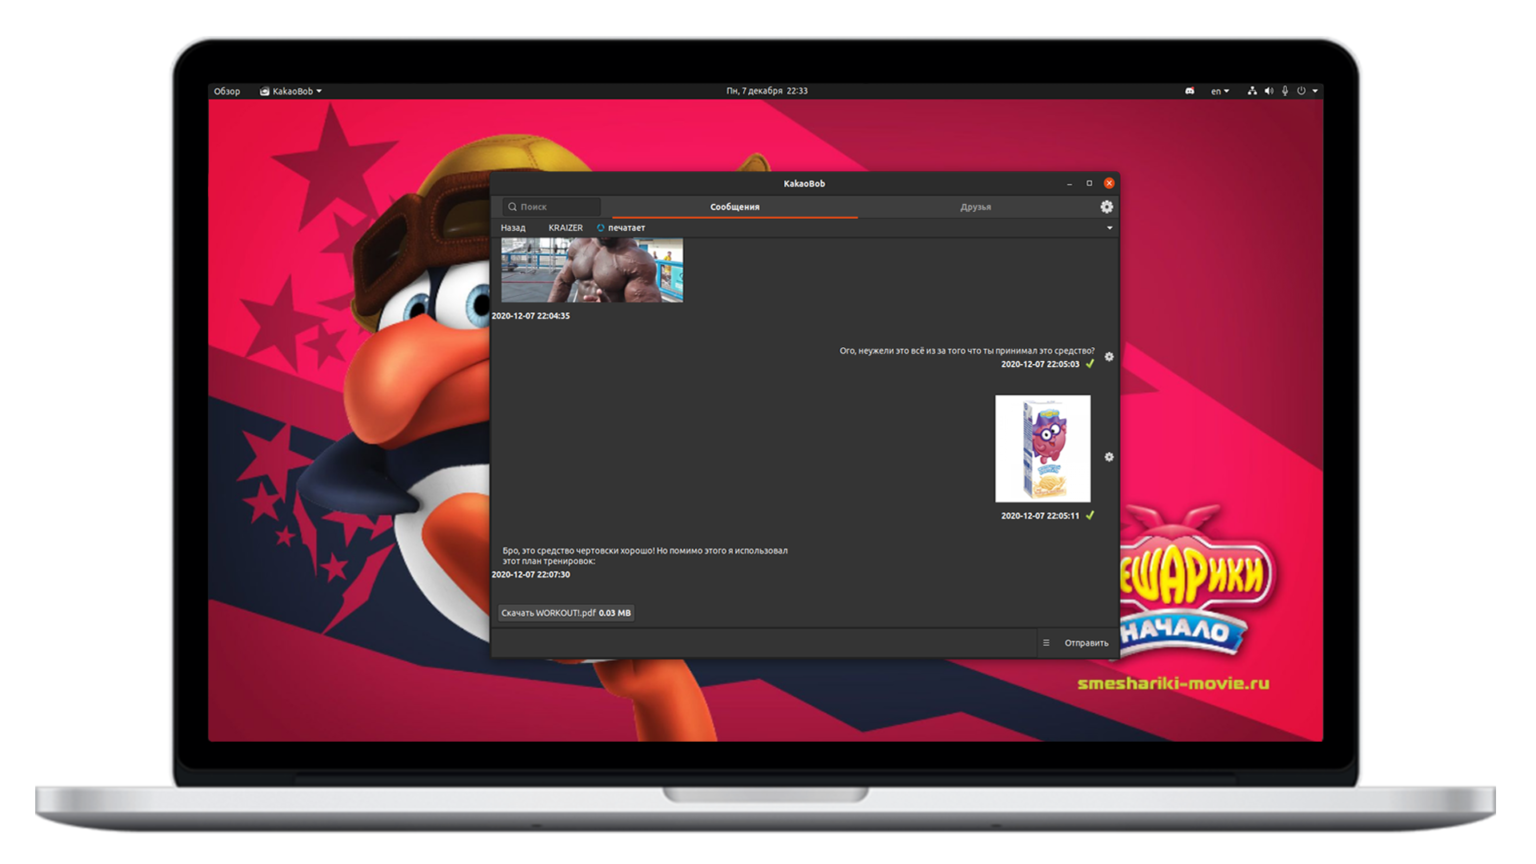 Обзор KakaoBob Пн, 7 декабря 22:33 en
KakaoBob
Поиск Сообщения Друзья
Назад KRAIZER печатает
2020-12-07 22:04:35
Ого, неужели это всё из за того что ты принимал это средство?
2020-12-07 22:05:03
2020-12-07 22:05:11
Бро, это средство чертовски хорошо! Но помимо этого я использовал
этот план тренировок:
2020-12-07 22:07:30
Скачать WORKOUT!.pdf 0.03 MB
Отправить
ЕШАРИКИ
НАЧАЛО
smeshariki-movie.ru